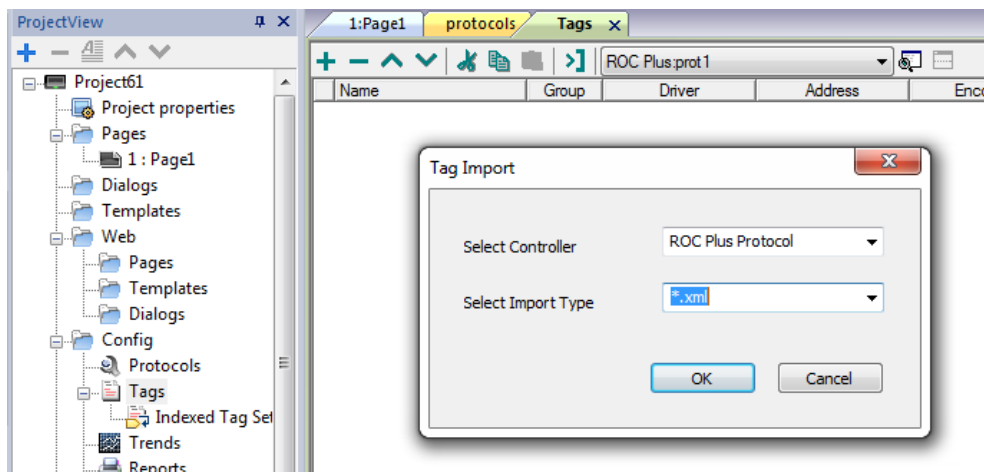 ProjectView
1:Page1
protocols
Tags
Project61
Project properties
Pages
1 : Page1
Dialogs
Templates
Web
Pages
Templates
Dialogs
Config
Protocols
Tags
Indexed Tag Set
Trends
Reports
ROC Plus:prot1
Name Group Driver Address Enco
Tag Import
Select Controller ROC Plus Protocol
Select Import Type *.xml
OK Cancel